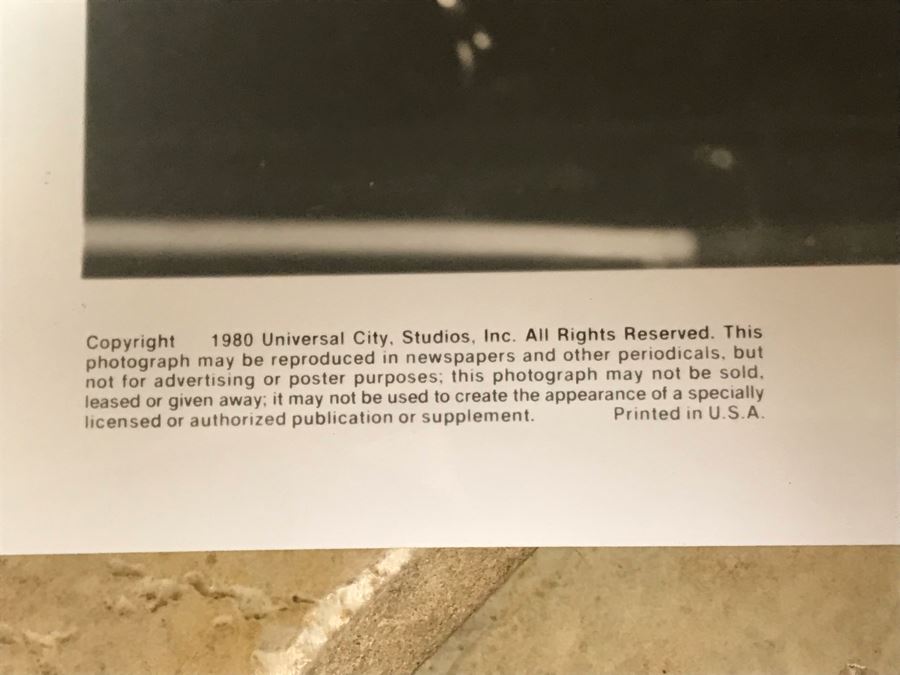 Copyright 1980 Universal City, Studios, Inc. All Rights Reserved. This
photograph may be reproduced in newspapers and other periodicals, but
not for advertising or poster purposes; this photograph may not be sold,
leased or given away; it may not be used to create the appearance of a specially
licensed or authorized publication or supplement. Printed in U.S.A.